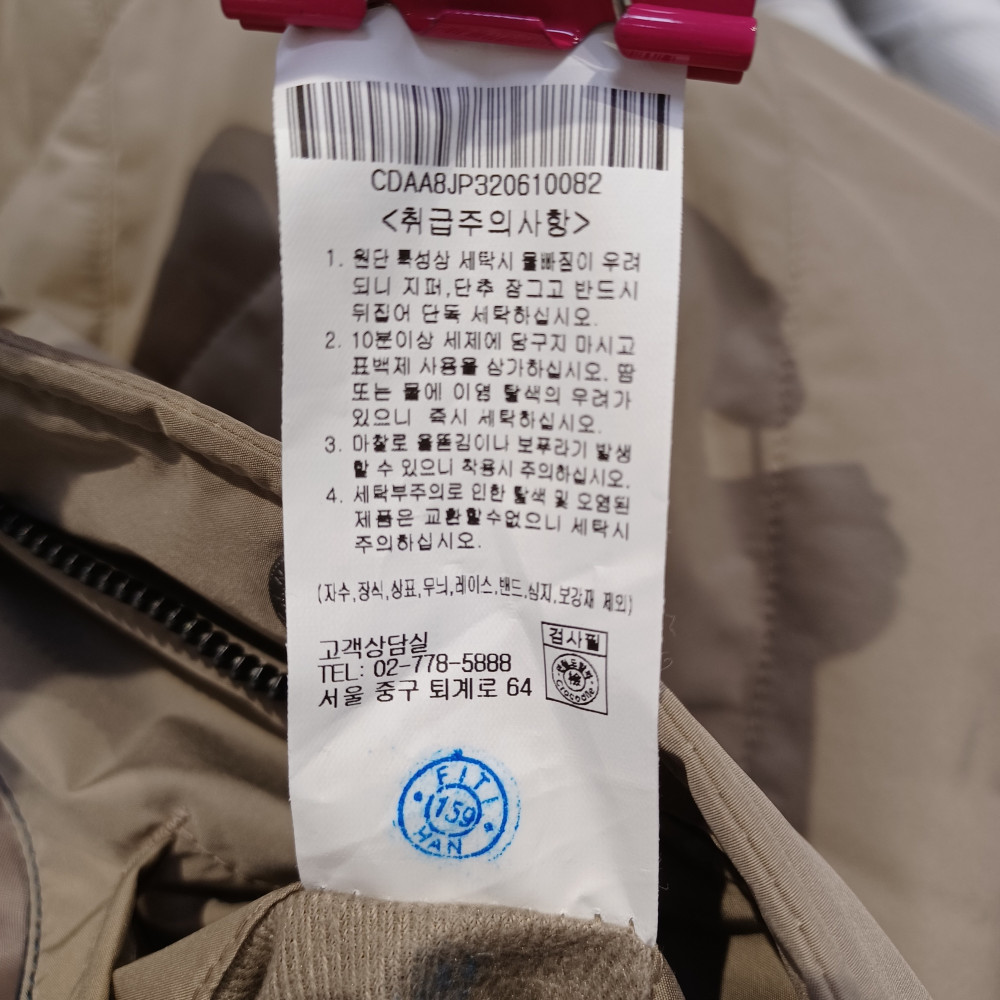 CDAA8JP320610082
<취급주의사항>
1. 원단 특성상 세탁시 물빠짐이 우려
되니 지퍼,단추 잠그고 반드시
뒤집어 단독 세탁하십시오.
2. 10분이상 세제에 담구지 마시고
표백제 사용을 삼가하십시오. 땀
또는 물에 이염 탈색의 우려가
있으니 즉시 세탁하십시오.
3. 마찰로 올뜯김이나 보푸라기 발생
할 수 있으니 착용시 주의하십시오.
4. 세탁부주의로 인한 탈색 및 오염된
제품은 교환할수없으니 세탁시
주의하십시오.
(자수,장식,상표,무늬,레이스,밴드,심지,보강재 제외)
고객상담실
TEL: 02-778-5888
서울 중구 퇴계로 64
검사필
crocodile
FITI
159
HAN